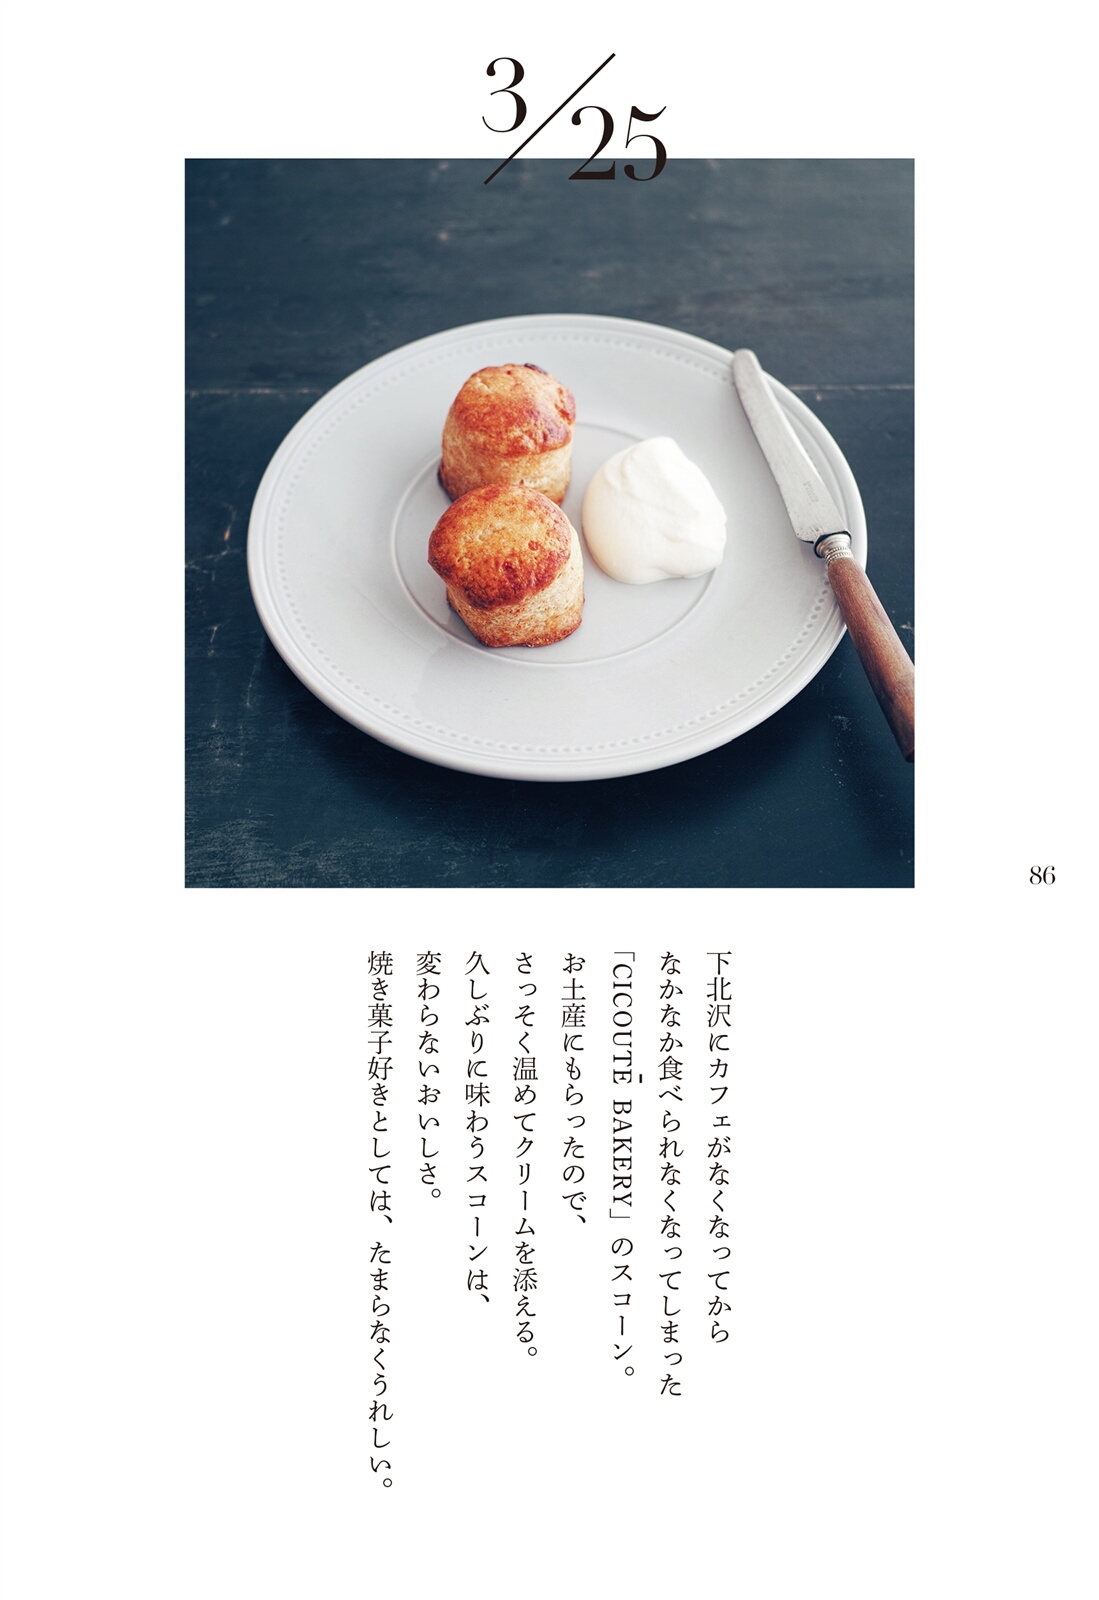 3/25
下北沢にカフェがなくなってから
なかなか食べられなくなってしまった
「CICOUTE BAKERY」のスコーン。
お土産にもらったので、
さっそく温めてクリームを添える。
久しぶりに味わうスコーンは、
変わらないおいしさ。
焼き菓子好きとしては、たまらなくうれしい。
86